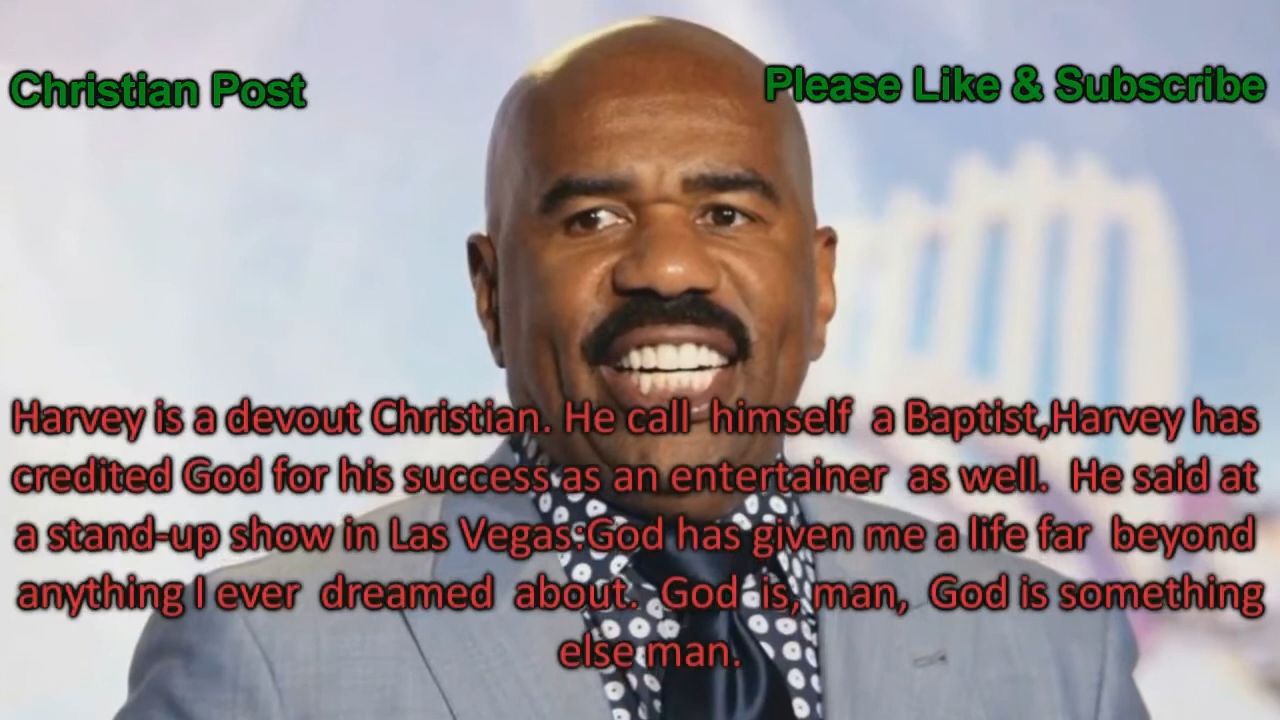 Christian Post
Please Like & Subscribe
Harvey is a devout Christian. He call himself a Baptist,Harvey has
credited God for his success as an entertainer as well. He said at
a stand-up show in Las Vegas:God has given me a life far beyond
anything I ever dreamed about. God is, man, God is something
else man.